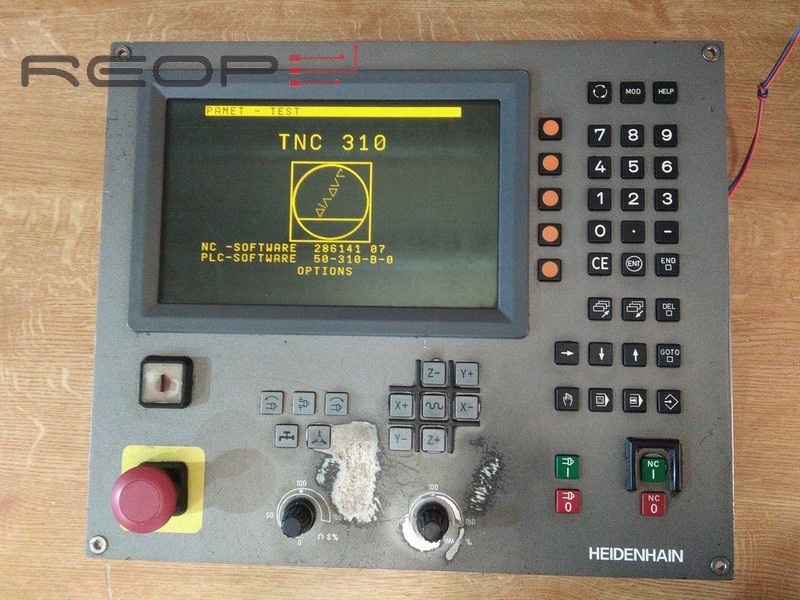 REOP
PAMET - TEST
TNC 310
NC -SOFTWARE 286141 07
PLC-SOFTWARE 50-310-B-0
OPTIONS
MOD HELP
7 8 9
4 5 6
1 2 3
0 . -
CE ENT END
DEL
GOTO
Z- Y+
X+ X-
Y- Z+
I NC I
0 NC 0
100 100
50 150 150
0 S% %
HEIDENHAIN